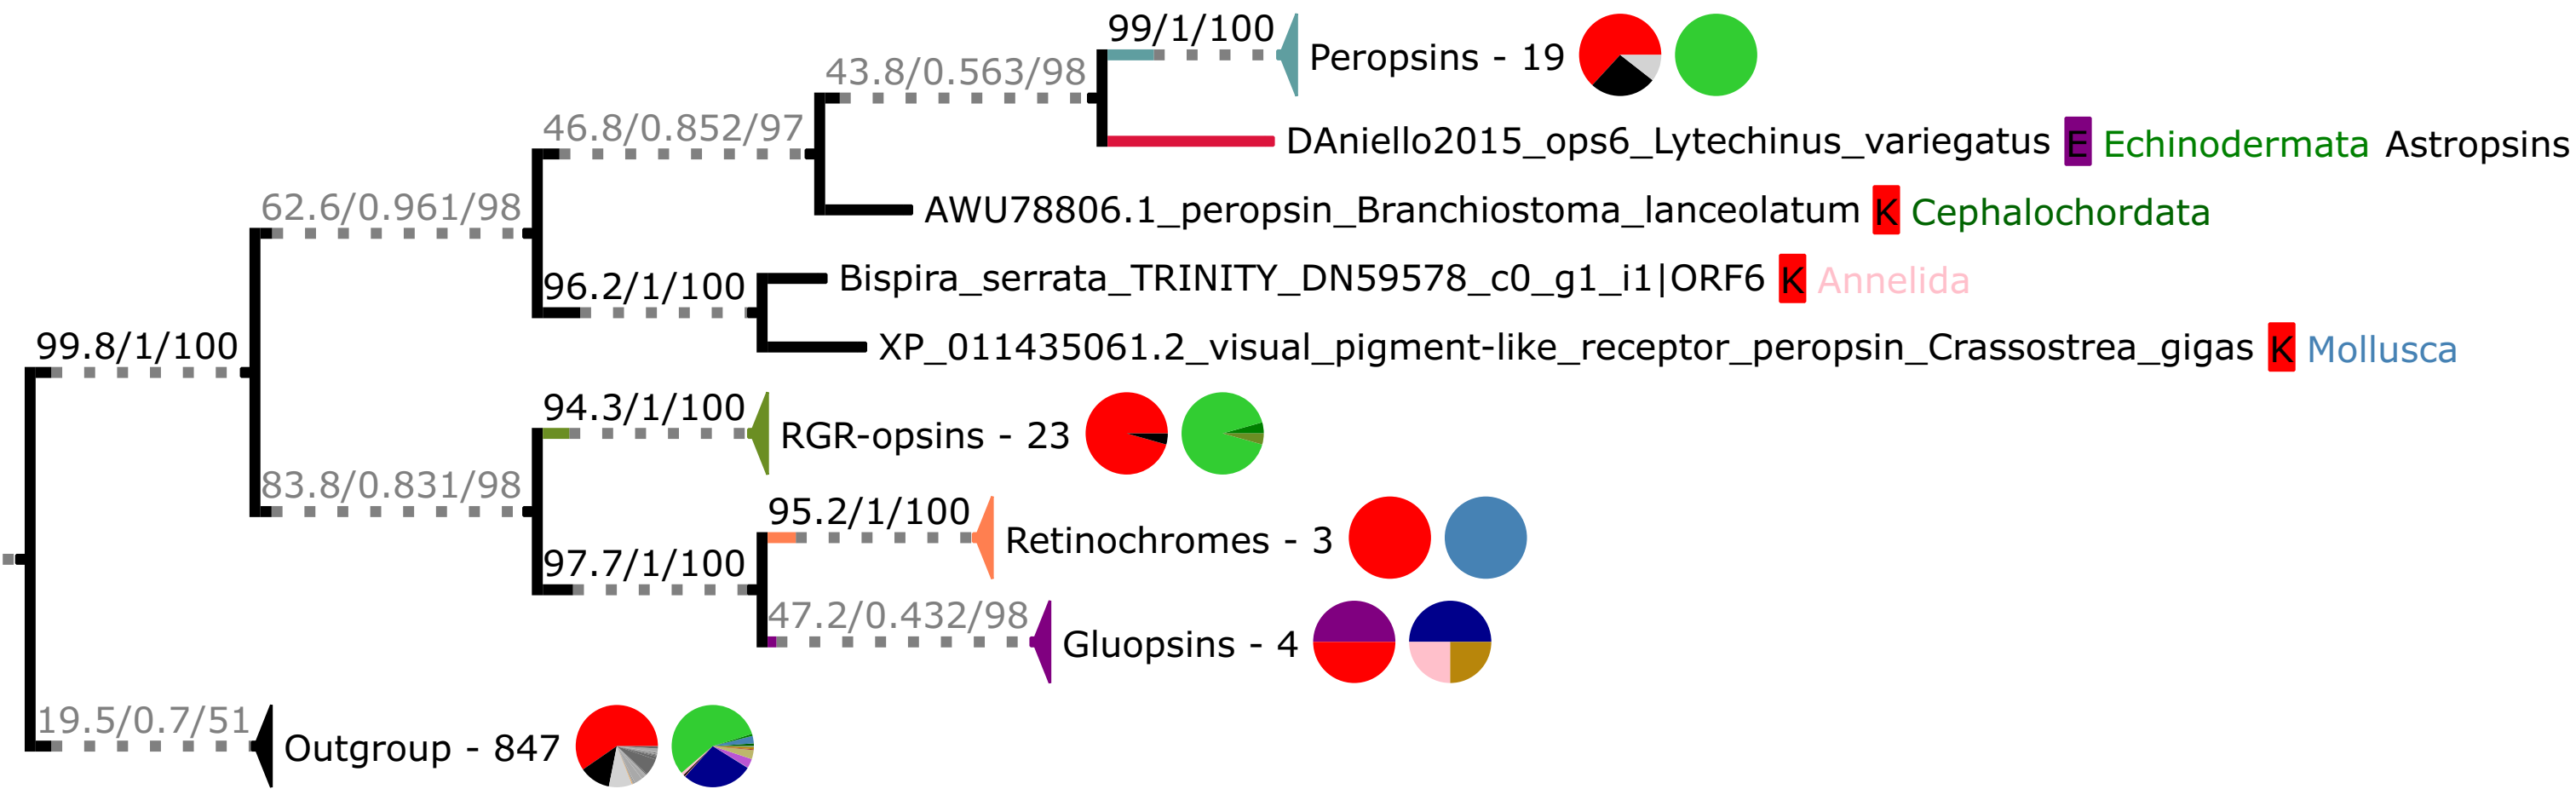 99/1/100
Peropsins - 19
43.8/0.563/98
46.8/0.852/97
DAniello2015_ops6_Lytechinus_variegatus E Echinodermata Astropsins
62.6/0.961/98
AWU78806.1_peropsin_Branchiostoma_lanceolatum K Cephalochordata
96.2/1/100
Bispira_serrata_TRINITY_DN59578_c0_g1_i1|ORF6 K Annelida
99.8/1/100
XP_011435061.2_visual_pigment-like_receptor_peropsin_Crassostrea_gigas K Mollusca
94.3/1/100
RGR-opsins - 23
83.8/0.831/98
95.2/1/100
Retinochromes - 3
97.7/1/100
47.2/0.432/98
Gluopsins - 4
19.5/0.7/51
Outgroup - 847